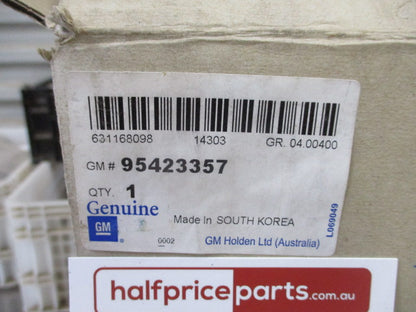 631168098 14303 GR. 04.00400
GM # 95423357
QTY. 1
Genuine
GM
Made In SOUTH KOREA
0002
GM Holden Ltd (Australia)
L069049
halfpriceparts.com.au